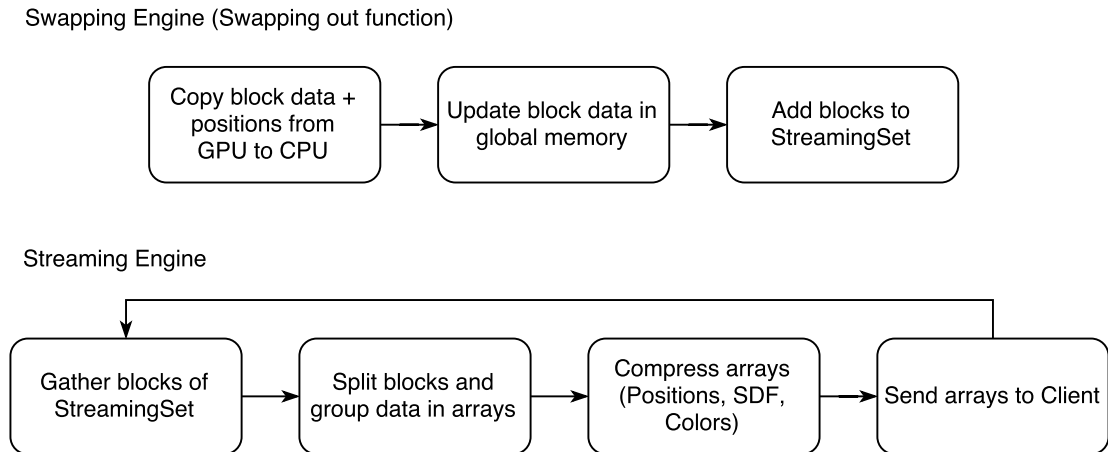 Swapping Engine (Swapping out function)
Copy block data +
positions from
GPU to CPU
Update block data in
global memory
Add blocks to
StreamingSet
Streaming Engine
Gather blocks of
StreamingSet
Split blocks and
group data in arrays
Compress arrays
(Positions, SDF,
Colors)
Send arrays to Client